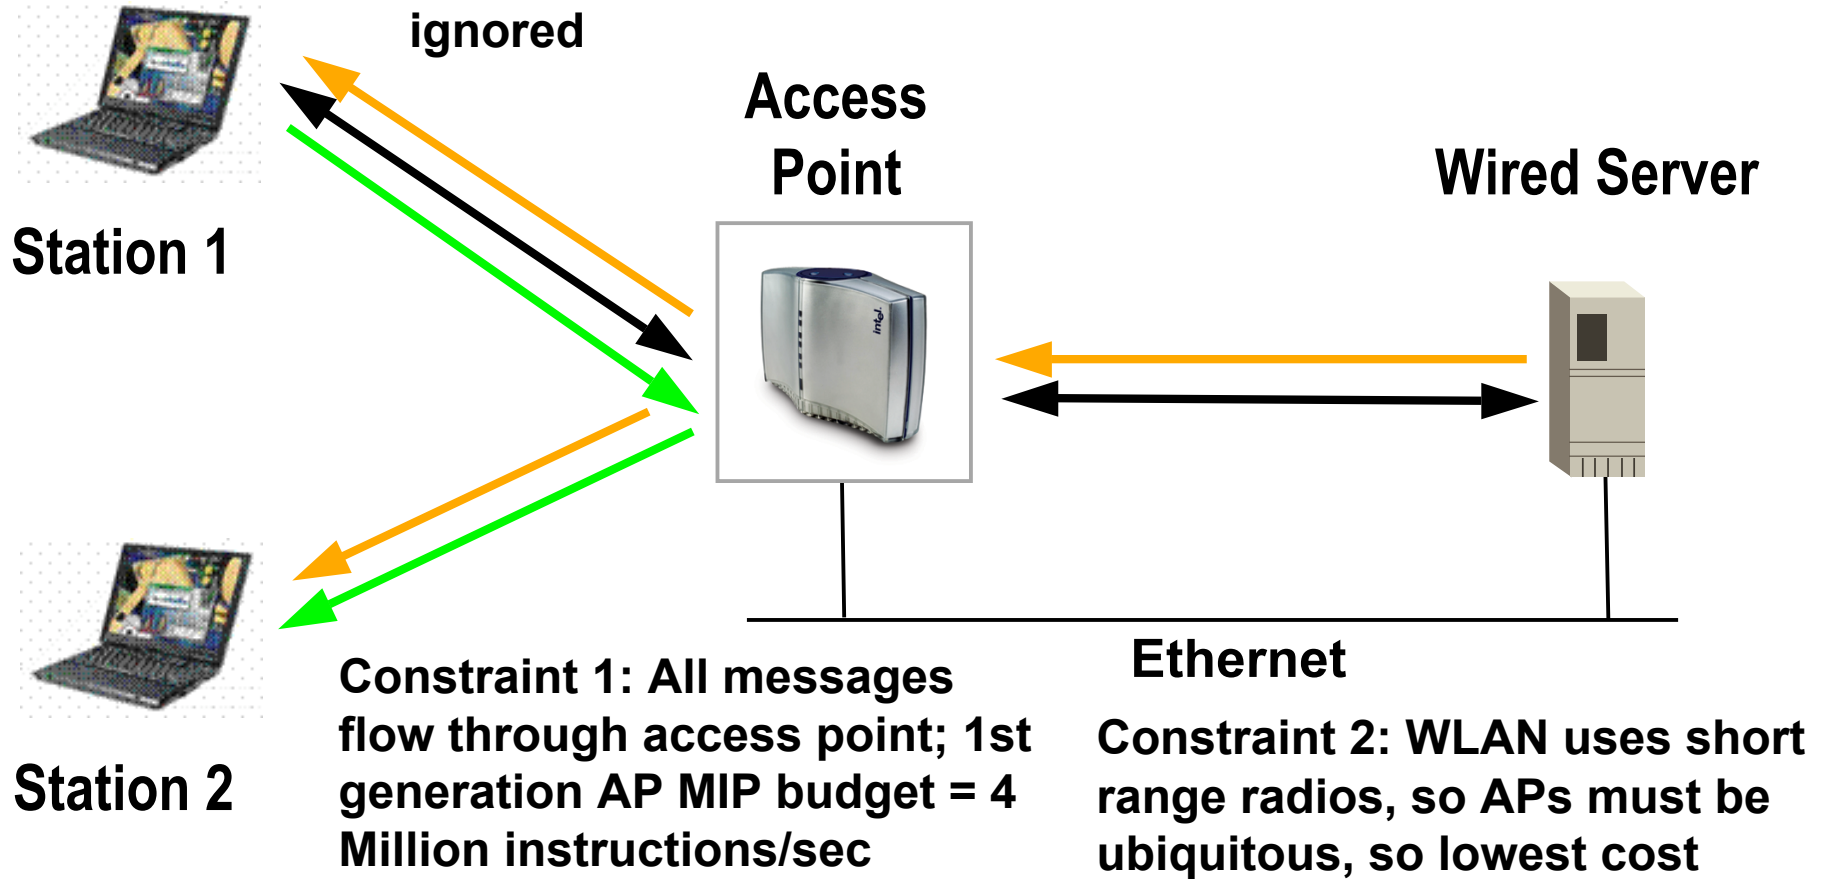 ignored
Access
Point
Wired Server
Station 1
intel.
Ethernet
Constraint 1: All messages
flow through access point; 1st
generation AP MIP budget = 4
Million instructions/sec
Constraint 2: WLAN uses short
range radios, so APs must be
ubiquitous, so lowest cost
Station 2